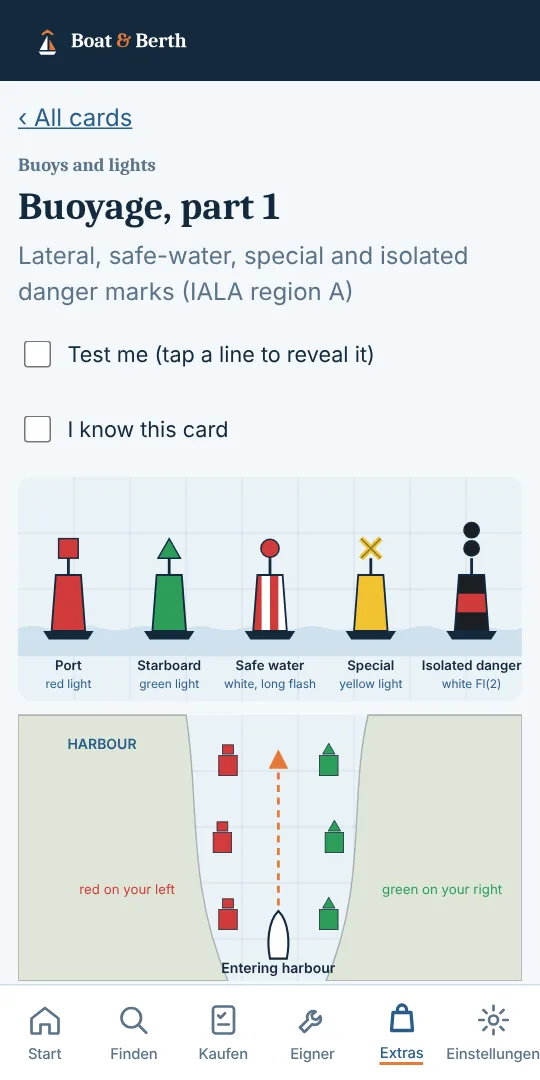 Boat & Berth
‹ All cards
Buoys and lights
Buoyage, part 1
Lateral, safe-water, special and isolated
danger marks (IALA region A)
Test me (tap a line to reveal it)
I know this card
Port
red light
Starboard
green light
Safe water
white, long flash
Special
yellow light
Isolated danger
white Fl(2)
HARBOUR
red on your left
green on your right
Entering harbour
Start
Finden
Kaufen
Eigner
Extras
Einstellungen